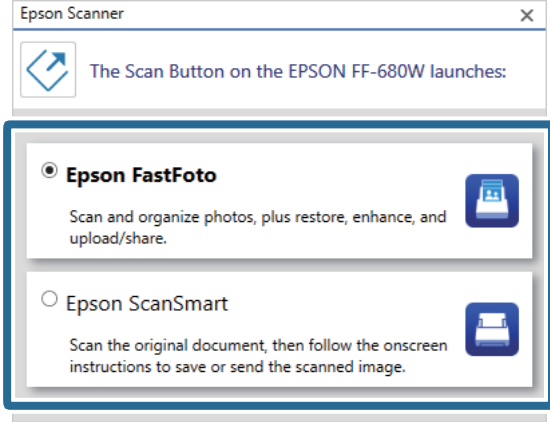 Epson Scanner
The Scan Button on the EPSON FF-680W launches:
Epson FastFoto
Scan and organize photos, plus restore, enhance, and
upload/share.
Epson ScanSmart
Scan the original document, then follow the onscreen
instructions to save or send the scanned image.